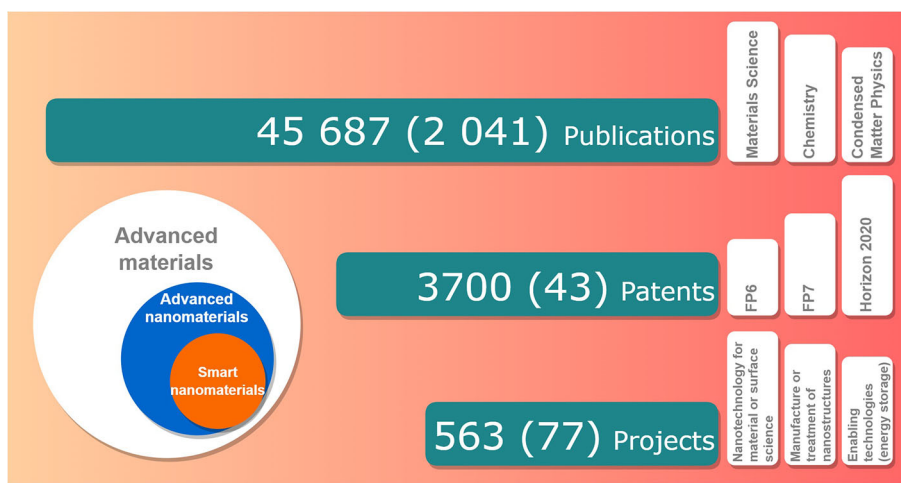 45 687 (2 041) Publications
Materials Science
Chemistry
Condensed
Matter Physics
Advanced
materials
Advanced
nanomaterials
Smart
nanomaterials
3700 (43) Patents
FP6
FP7
Horizon 2020
563 (77) Projects
Nanotechnology for
material or surface
science
Manufacture or
treatment of
nanostructures
Enabling
technologies
(energy storage)